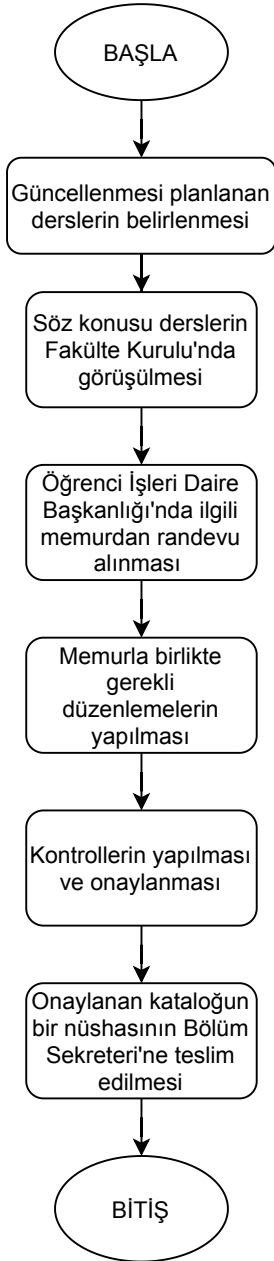 BAŞLA
Güncellenmesi planlanan
derslerin belirlenmesi
Söz konusu derslerin
Fakülte Kurulu'nda
görüşülmesi
Öğrenci İşleri Daire
Başkanlığı'nda ilgili
memurdan randevu
alınması
Memurla birlikte
gerekli
düzenlemelerin
yapılması
Kontrollerin yapılması
ve onaylanması
Onaylanan kataloğun
bir nüshasının Bölüm
Sekreteri'ne teslim
edilmesi
BİTİŞ